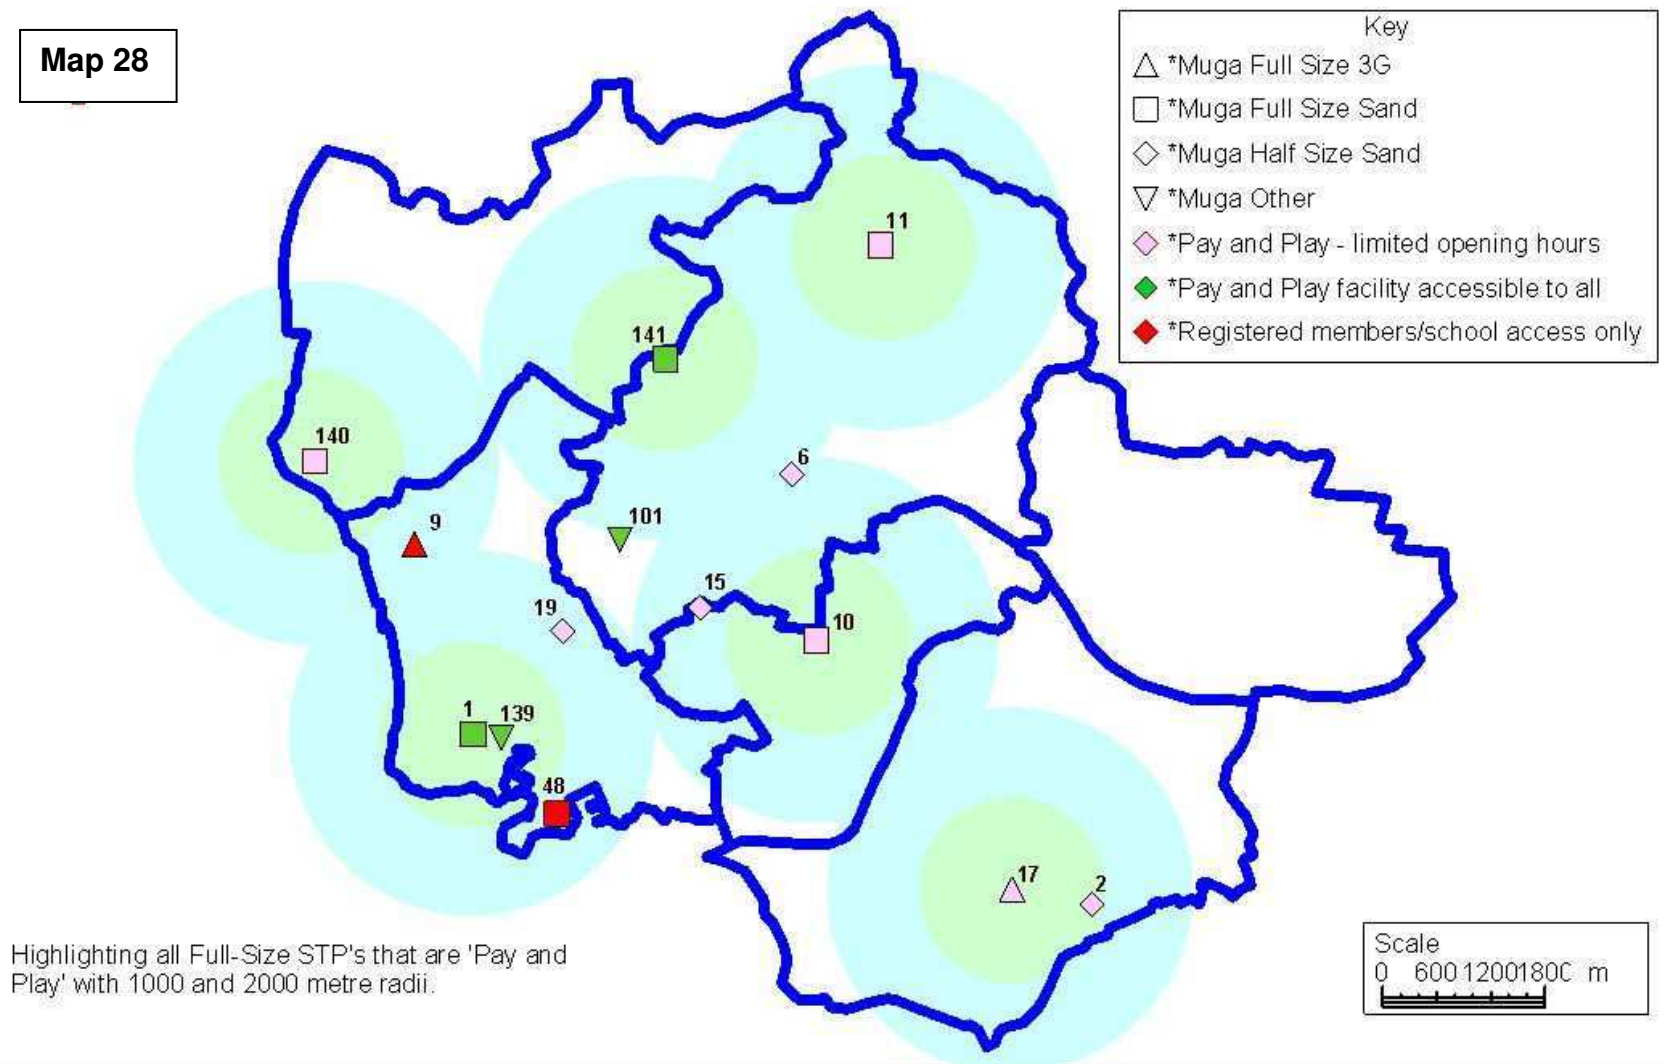 Map 28
Key
*Muga Full Size 3G
*Muga Full Size Sand
*Muga Half Size Sand
*Muga Other
*Pay and Play - limited opening hours
*Pay and Play facility accessible to all
*Registered members/school access only
11
141
140
6
9
101
15
19
10
1
139
48
17
2
Highlighting all Full-Size STP's that are 'Pay and
Play' with 1000 and 2000 metre radii.
Scale
0 600 1200 1800 m